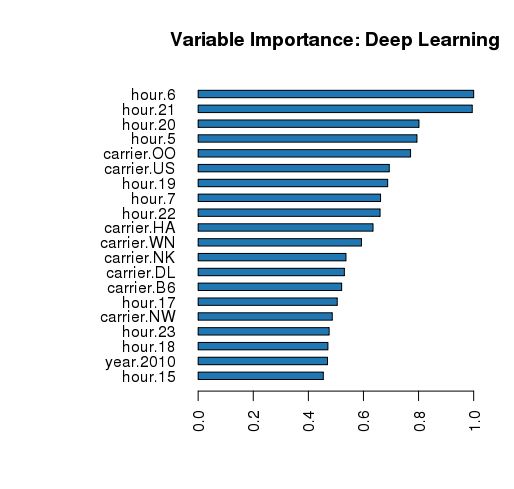 Variable Importance: Deep Learning
hour.6
hour.21
hour.20
hour.5
carrier.OO
carrier.US
hour.19
hour.7
hour.22
carrier.HA
carrier.WN
carrier.NK
carrier.DL
carrier.B6
hour.17
carrier.NW
hour.23
hour.18
year.2010
hour.15
0.0 0.2 0.4 0.6 0.8 1.0